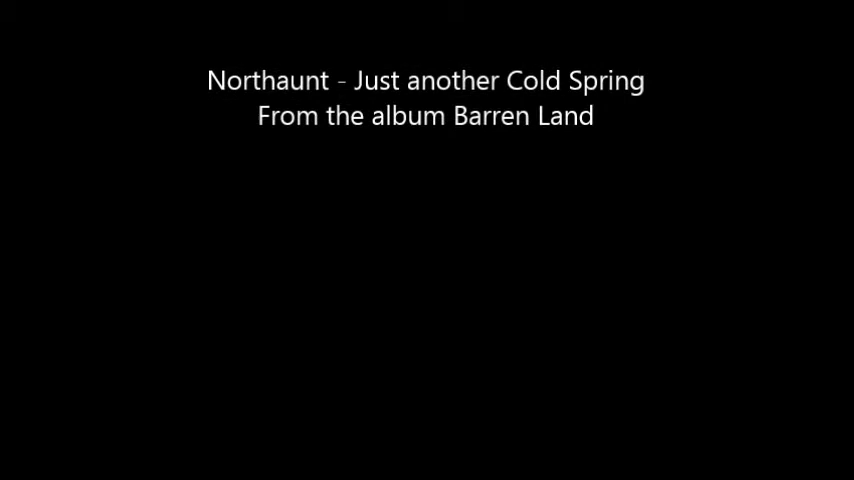 Northaunt - Just another Cold Spring
From the album Barren Land